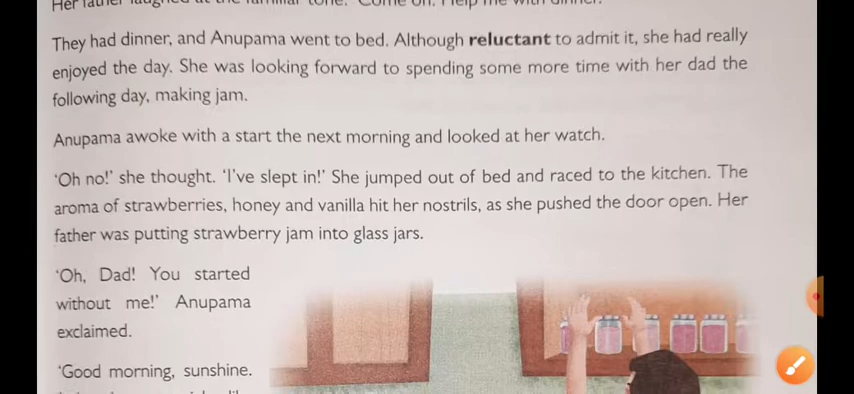 Her father laughed at the familiar tone. 'Come on. Help me with dinner.'
They had dinner, and Anupama went to bed. Although reluctant to admit it, she had really
enjoyed the day. She was looking forward to spending some more time with her dad the
following day, making jam.
Anupama awoke with a start the next morning and looked at her watch.
'Oh no!' she thought. 'I've slept in!' She jumped out of bed and raced to the kitchen. The
aroma of strawberries, honey and vanilla hit her nostrils, as she pushed the door open. Her
father was putting strawberry jam into glass jars.
'Oh, Dad! You started
without me!' Anupama
exclaimed.
'Good morning, sunshine.